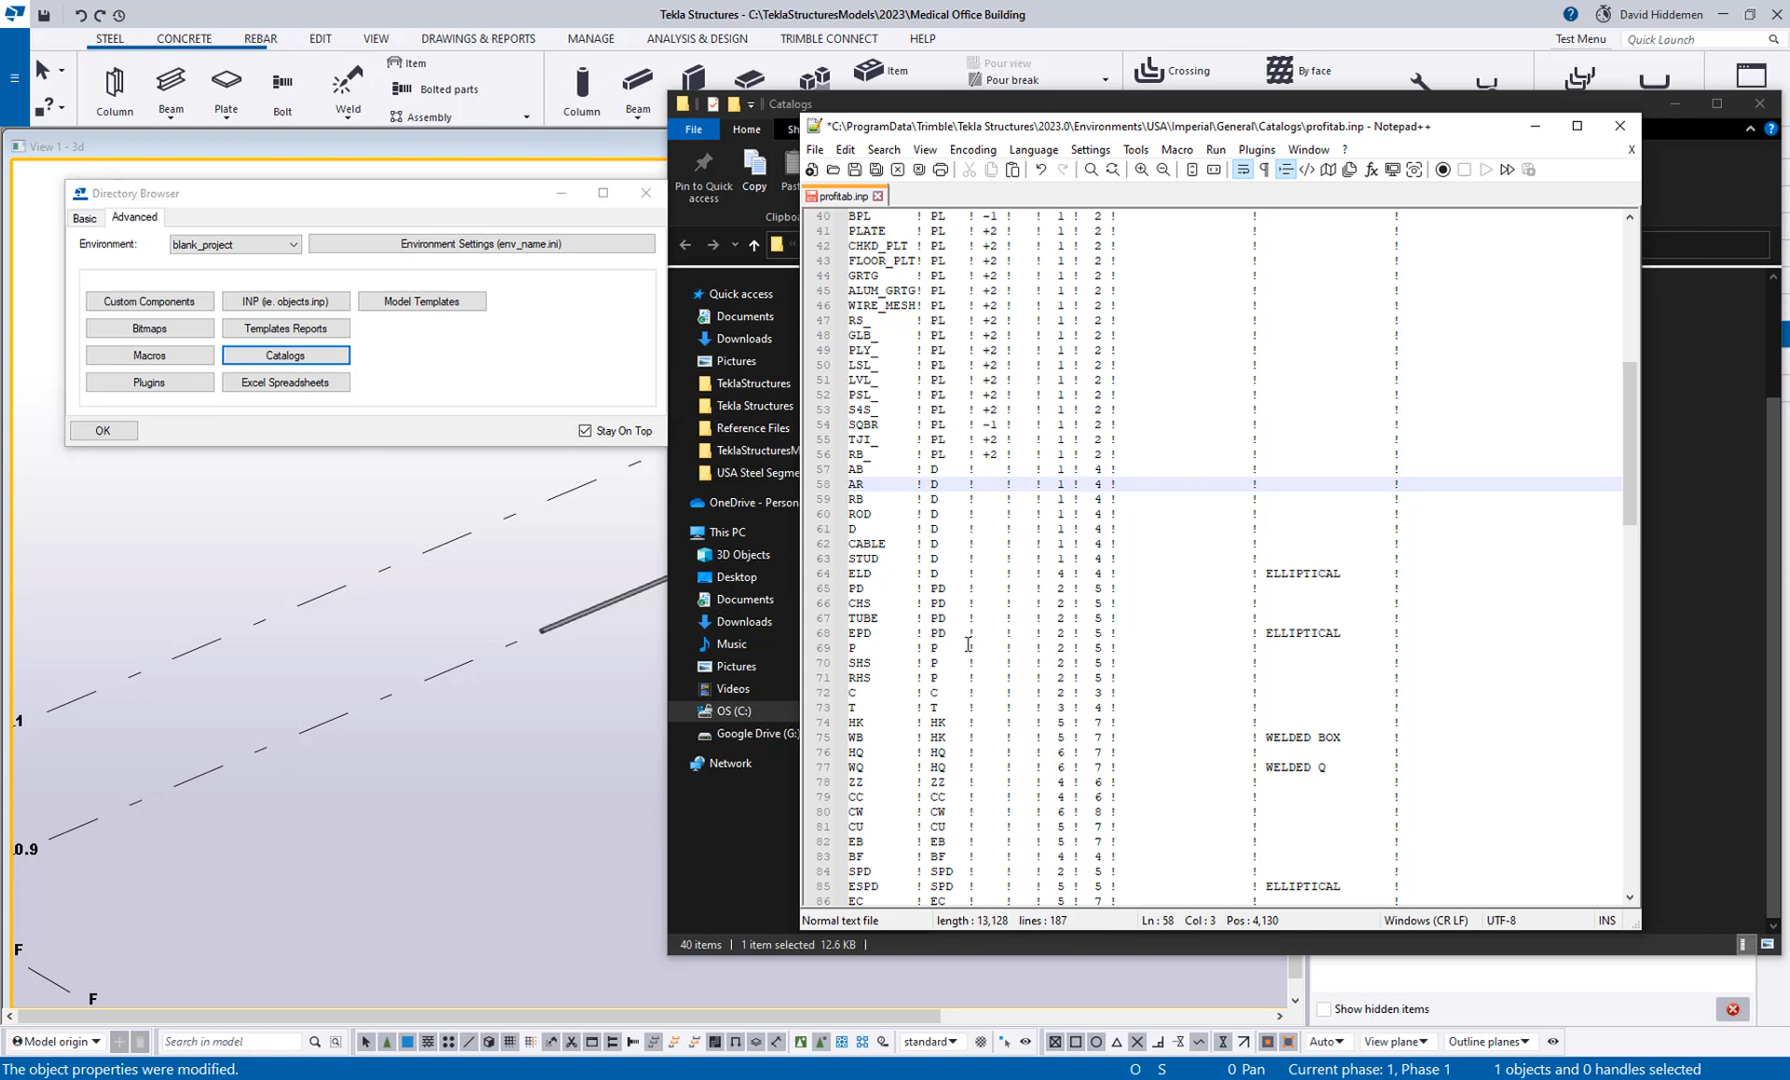 Tekla Structures - C:\TeklaStructuresModels\2023\Medical Office Building
David Hiddemen
STEEL CONCRETE REBAR EDIT VIEW DRAWINGS & REPORTS MANAGE ANALYSIS & DESIGN TRIMBLE CONNECT HELP
Test Menu
Quick Launch
Column Beam Plate Bolt Weld
Item
Bolted parts
Assembly
Column Beam
Item
Pour view
Pour break
Crossing
By face
View 1 - 3d
Directory Browser
Basic Advanced
Environment: blank_project Environment Settings (env_name.ini)
Custom Components INP (ie. objects.inp) Model Templates
Bitmaps Templates Reports
Macros Catalogs
Plugins Excel Spreadsheets
OK Stay On Top
1
0.9
F
F
Catalogs
File Home Sh
Pin to Quick access
Copy Past
Clipbo
Quick access
Documents
Downloads
Pictures
TeklaStructures
Tekla Structures
Reference Files
TeklaStructuresM
USA Steel Segme
OneDrive - Person
This PC
3D Objects
Desktop
Documents
Downloads
Music
Pictures
Videos
OS (C:)
Google Drive (G:)
Network
40 items 1 item selected 12.6 KB
*C:\ProgramData\Trimble\Tekla Structures\2023.0\Environments\USA\Imperial\General\Catalogs\profitab.inp - Notepad++
File Edit Search View Encoding Language Settings Tools Macro Run Plugins Window ? X
profitab.inp
40 BPL ! PL ! -1 ! ! 1 ! 2 ! ! !
41 PLATE ! PL ! +2 ! ! 1 ! 2 ! ! !
42 CHKD_PLT ! PL ! +2 ! ! 1 ! 2 ! ! !
43 FLOOR_PLT! PL ! +2 ! ! 1 ! 2 ! ! !
44 GRTG ! PL ! +2 ! ! 1 ! 2 ! ! !
45 ALUM_GRTG! PL ! +2 ! ! 1 ! 2 ! ! !
46 WIRE_MESH! PL ! +2 ! ! 1 ! 2 ! ! !
47 RS_ ! PL ! +2 ! ! 1 ! 2 ! ! !
48 GLB_ ! PL ! +2 ! ! 1 ! 2 ! ! !
49 PLY_ ! PL ! +2 ! ! 1 ! 2 ! ! !
50 LSL_ ! PL ! +2 ! ! 1 ! 2 ! ! !
51 LVL_ ! PL ! +2 ! ! 1 ! 2 ! ! !
52 PSL_ ! PL ! +2 ! ! 1 ! 2 ! ! !
53 S4S_ ! PL ! +2 ! ! 1 ! 2 ! ! !
54 SQBR ! PL ! -1 ! ! 1 ! 2 ! ! !
55 TJI_ ! PL ! +2 ! ! 1 ! 2 ! ! !
56 RB_ ! PL ! +2 ! ! 1 ! 2 ! ! !
57 AB ! D ! ! ! 1 ! 4 ! ! !
58 AR ! D ! ! ! 1 ! 4 ! ! !
59 RB ! D ! ! ! 1 ! 4 ! ! !
60 ROD ! D ! ! ! 1 ! 4 ! ! !
61 D ! D ! ! ! 1 ! 4 ! ! !
62 CABLE ! D ! ! ! 1 ! 4 ! ! !
63 STUD ! D ! ! ! 1 ! 4 ! ! !
64 ELD ! D ! ! ! 4 ! 4 ! ! ELLIPTICAL !
65 PD ! PD ! ! ! 2 ! 5 ! ! !
66 CHS ! PD ! ! ! 2 ! 5 ! ! !
67 TUBE ! PD ! ! ! 2 ! 5 ! ! !
68 EPD ! PD ! ! ! 2 ! 5 ! ! ELLIPTICAL !
69 P ! P ! ! ! 2 ! 5 ! ! !
70 SHS ! P ! ! ! 2 ! 5 ! ! !
71 RHS ! P ! ! ! 2 ! 5 ! ! !
72 C ! C ! ! ! 2 ! 3 ! ! !
73 T ! T ! ! ! 3 ! 4 ! ! !
74 HK ! HK ! ! ! 5 ! 7 ! ! !
75 WB ! HK ! ! ! 5 ! 7 ! ! WELDED BOX !
76 HQ ! HQ ! ! ! 6 ! 7 ! ! !
77 WQ ! HQ ! ! ! 6 ! 7 ! ! WELDED Q !
78 ZZ ! ZZ ! ! ! 4 ! 6 ! ! !
79 CC ! CC ! ! ! 4 ! 6 ! ! !
80 CW ! CW ! ! ! 6 ! 8 ! ! !
81 CU ! CU ! ! ! 5 ! 7 ! ! !
82 EB ! EB ! ! ! 5 ! 7 ! ! !
83 BF ! BF ! ! ! 4 ! 4 ! ! !
84 SPD ! SPD ! ! ! 2 ! 5 ! ! !
85 ESPD ! SPD ! ! ! 5 ! 5 ! ! ELLIPTICAL !
86 EC ! EC ! ! ! 5 ! 7 ! ! !
Normal text file length : 13,128 lines : 187 Ln : 58 Col : 3 Pos : 4,130 Windows (CR LF) UTF-8 INS
Show hidden items
Model origin Search in model standard Auto View plane Outline planes
The object properties were modified. O S 0 Pan Current phase: 1, Phase 1 1 objects and 0 handles selected